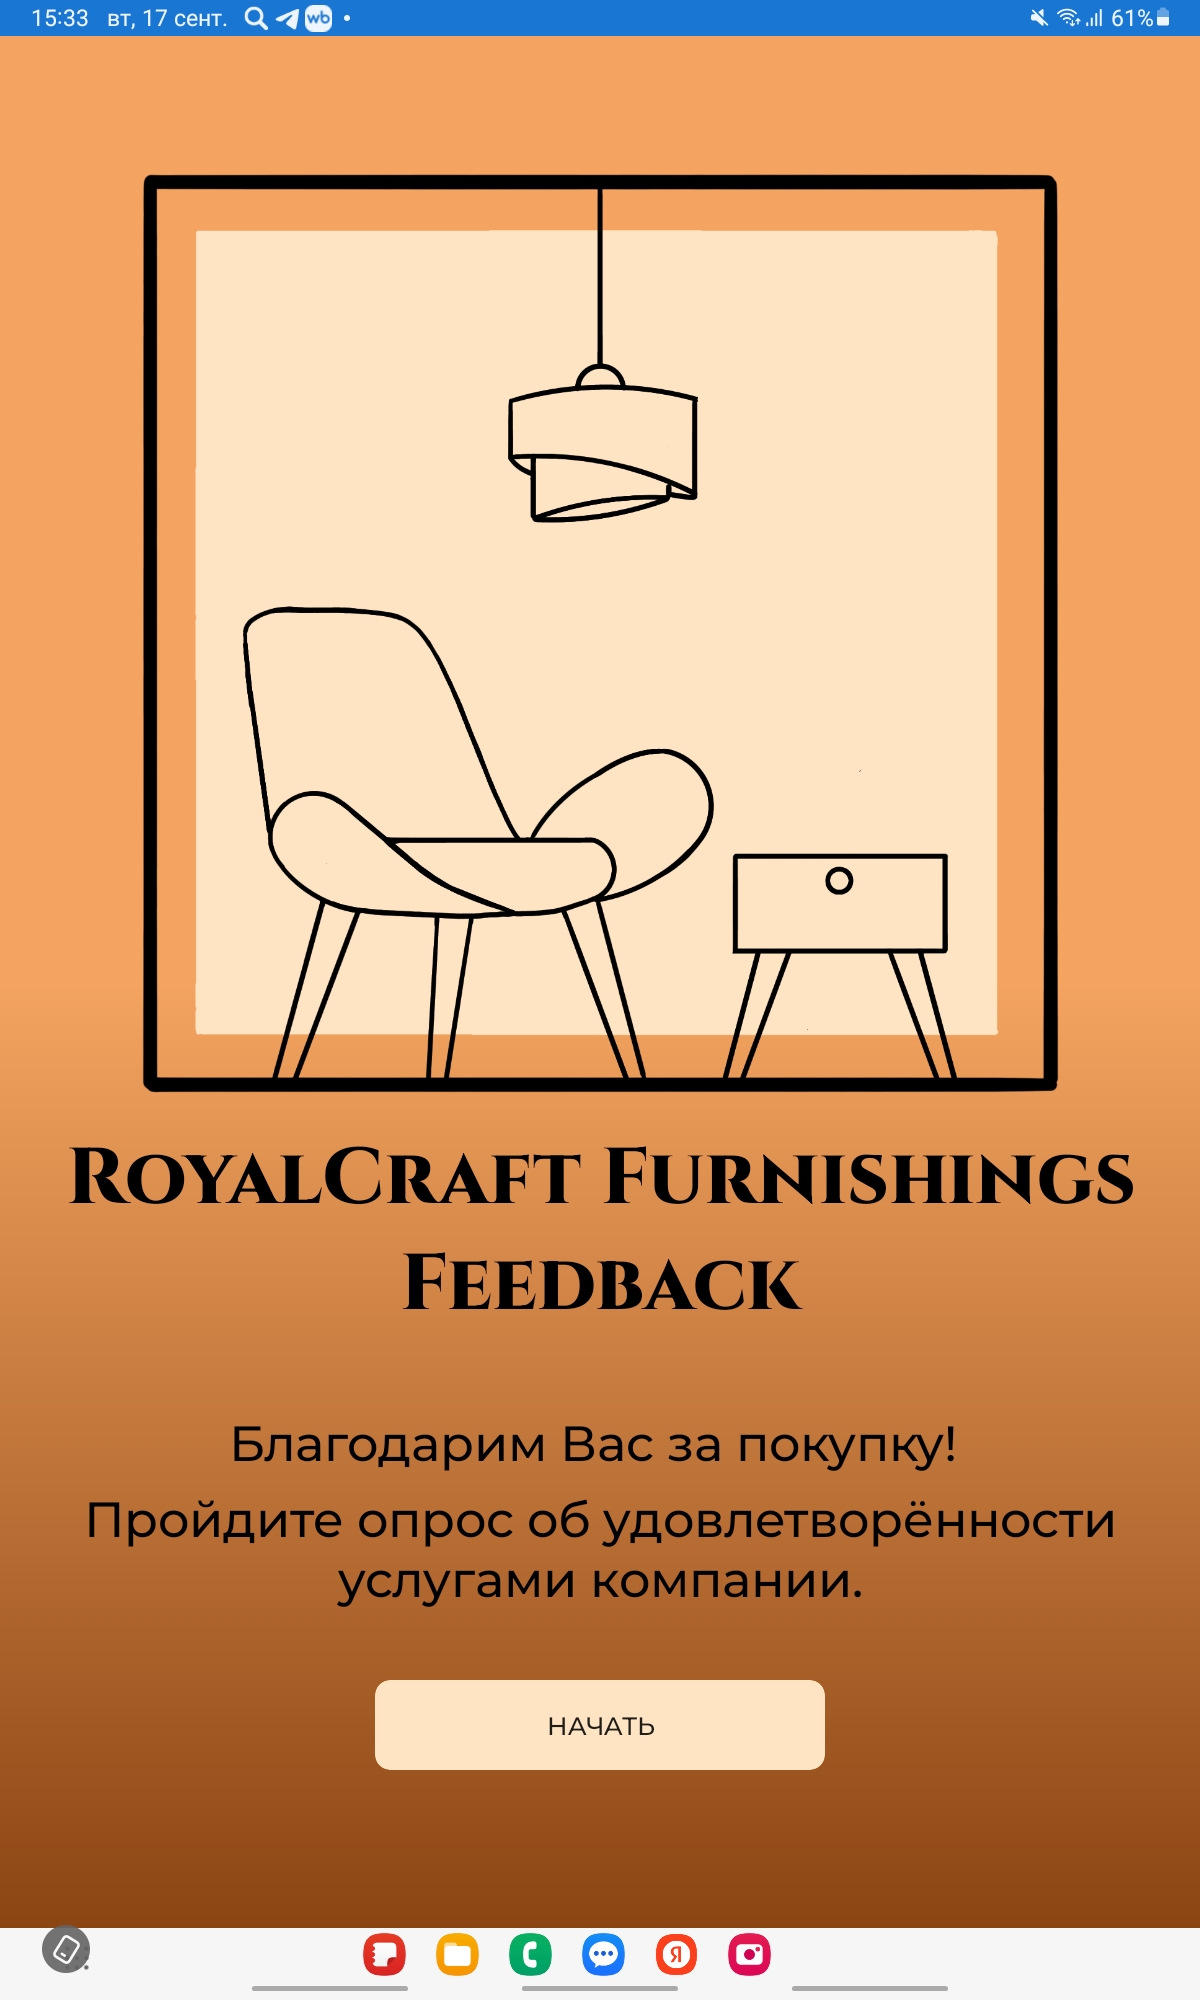 15:33 вт, 17 сент. wb 61%
RoyalCraft Furnishings
Feedback
Благодарим Вас за покупку!
Пройдите опрос об удовлетворённости
услугами компании.
НАЧАТЬ
Я